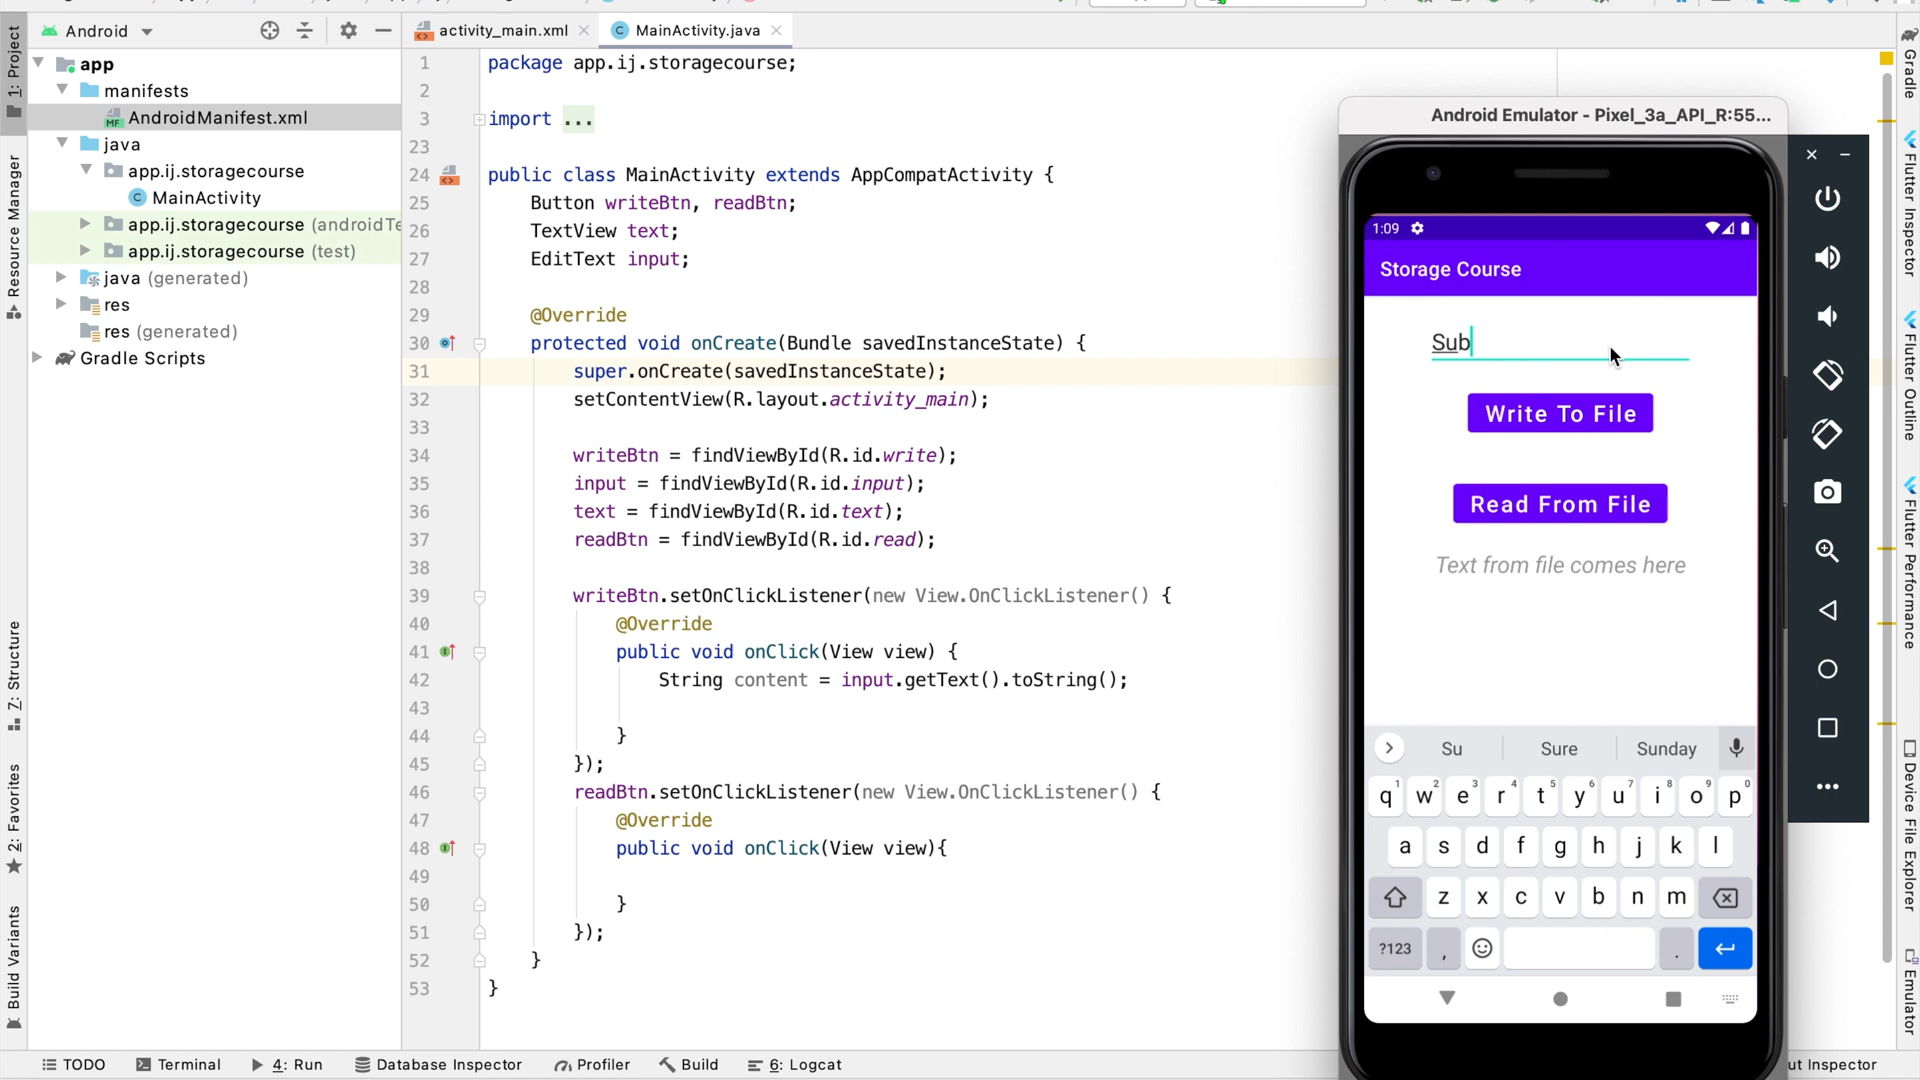 Android
activity_main.xml
MainActivity.java
app
manifests
AndroidManifest.xml
java
app.ij.storagecourse
MainActivity
app.ij.storagecourse (androidTe
app.ij.storagecourse (test)
java (generated)
res
res (generated)
Gradle Scripts
1: Project
Resource Manager
7: Structure
2: Favorites
Build Variants
1 package app.ij.storagecourse;
2
3 import ...
23
24 public class MainActivity extends AppCompatActivity {
25 Button writeBtn, readBtn;
26 TextView text;
27 EditText input;
28
29 @Override
30 protected void onCreate(Bundle savedInstanceState) {
31 super.onCreate(savedInstanceState);
32 setContentView(R.layout.activity_main);
33
34 writeBtn = findViewById(R.id.write);
35 input = findViewById(R.id.input);
36 text = findViewById(R.id.text);
37 readBtn = findViewById(R.id.read);
38
39 writeBtn.setOnClickListener(new View.OnClickListener() {
40 @Override
41 public void onClick(View view) {
42 String content = input.getText().toString();
43
44 }
45 });
46 readBtn.setOnClickListener(new View.OnClickListener() {
47 @Override
48 public void onClick(View view){
49
50 }
51 });
52 }
53 }
Android Emulator - Pixel_3a_API_R:55...
1:09
Storage Course
Sub
Write To File
Read From File
Text from file comes here
Su Sure Sunday
q1 w2 e3 r4 t5 y6 u7 i8 o9 p0
a s d f g h j k l
z x c v b n m
?123 , .
Gradle
Flutter Inspector
Flutter Outline
Flutter Performance
Device File Explorer
Emulator
TODO Terminal 4: Run Database Inspector Profiler Build 6: Logcat
ut Inspector